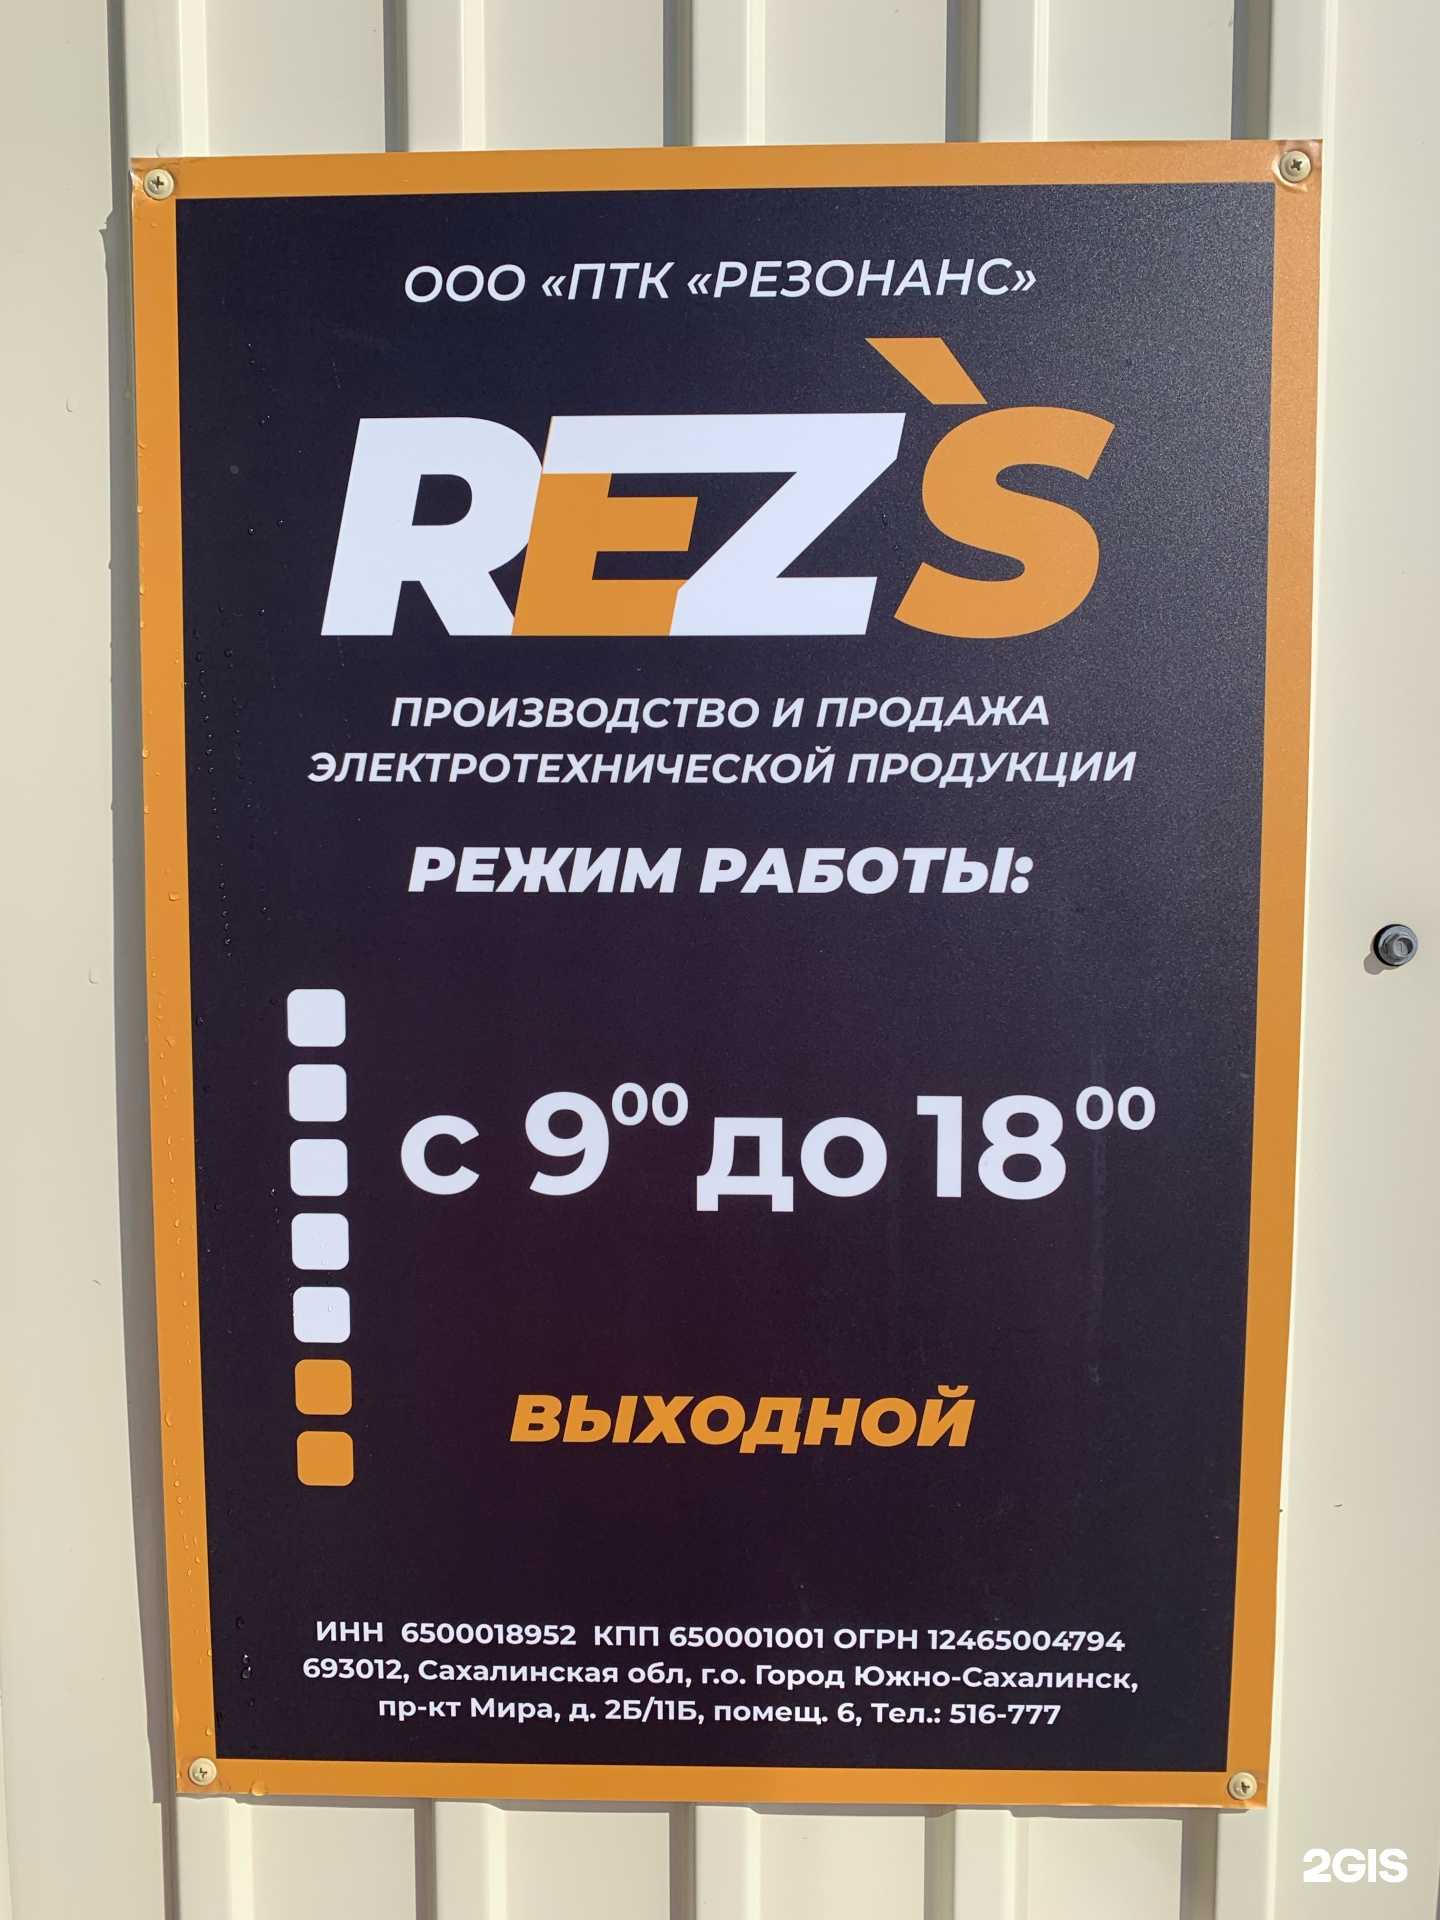 ООО «ПТК «РЕЗОНАНС»
REZ`S
ПРОИЗВОДСТВО И ПРОДАЖА
ЭЛЕКТРОТЕХНИЧЕСКОЙ ПРОДУКЦИИ
РЕЖИМ РАБОТЫ:
с 9⁰⁰ до 18⁰⁰
ВЫХОДНОЙ
ИНН 6500018952 КПП 650001001 ОГРН 12465004794
693012, Сахалинская обл, г.о. Город Южно-Сахалинск,
пр-кт Мира, д. 2Б/11Б, помещ. 6, Тел.: 516-777
2GIS